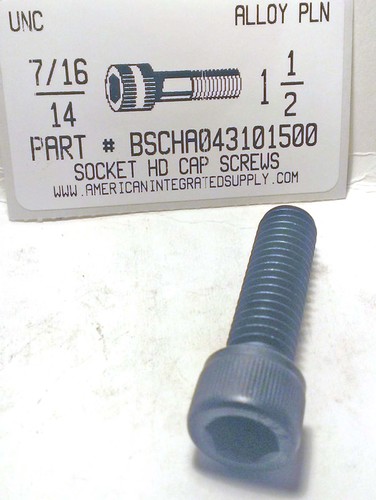 UNC ALLOY PLN
7/16 1 1/2
14
PART # BSCHA043101500
SOCKET HD CAP SCREWS
WWW.AMERICANINTEGRATEDSUPPLY.COM